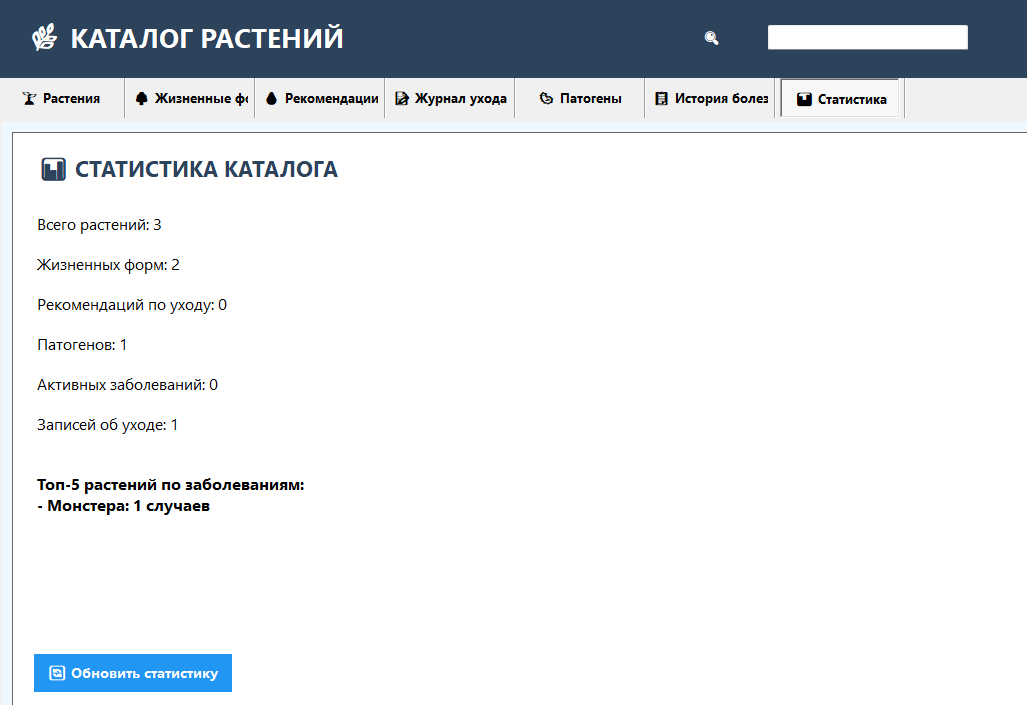 КАТАЛОГ РАСТЕНИЙ
Растения
Жизненные фо
Рекомендации
Журнал ухода
Патогены
История болез
Статистика
СТАТИСТИКА КАТАЛОГА
Всего растений: 3
Жизненных форм: 2
Рекомендаций по уходу: 0
Патогенов: 1
Активных заболеваний: 0
Записей об уходе: 1
Топ-5 растений по заболеваниям:
- Монстера: 1 случаев
Обновить статистику